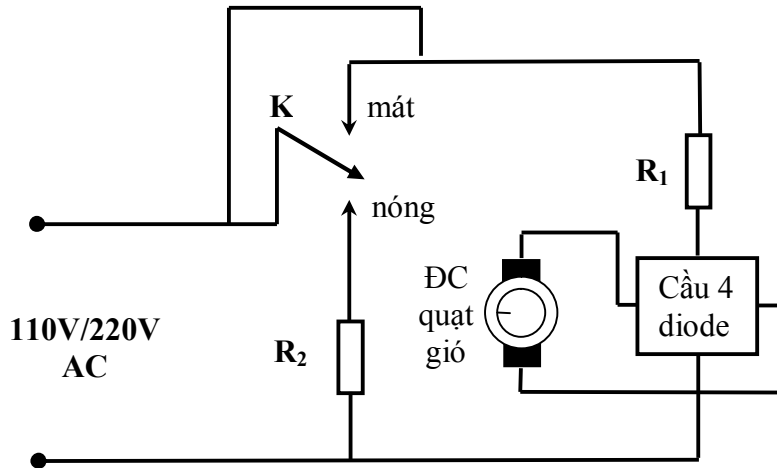 K
mát
nóng
R₁
110V/220V
AC
R₂
ĐC
quạt
gió
Cầu 4
diode